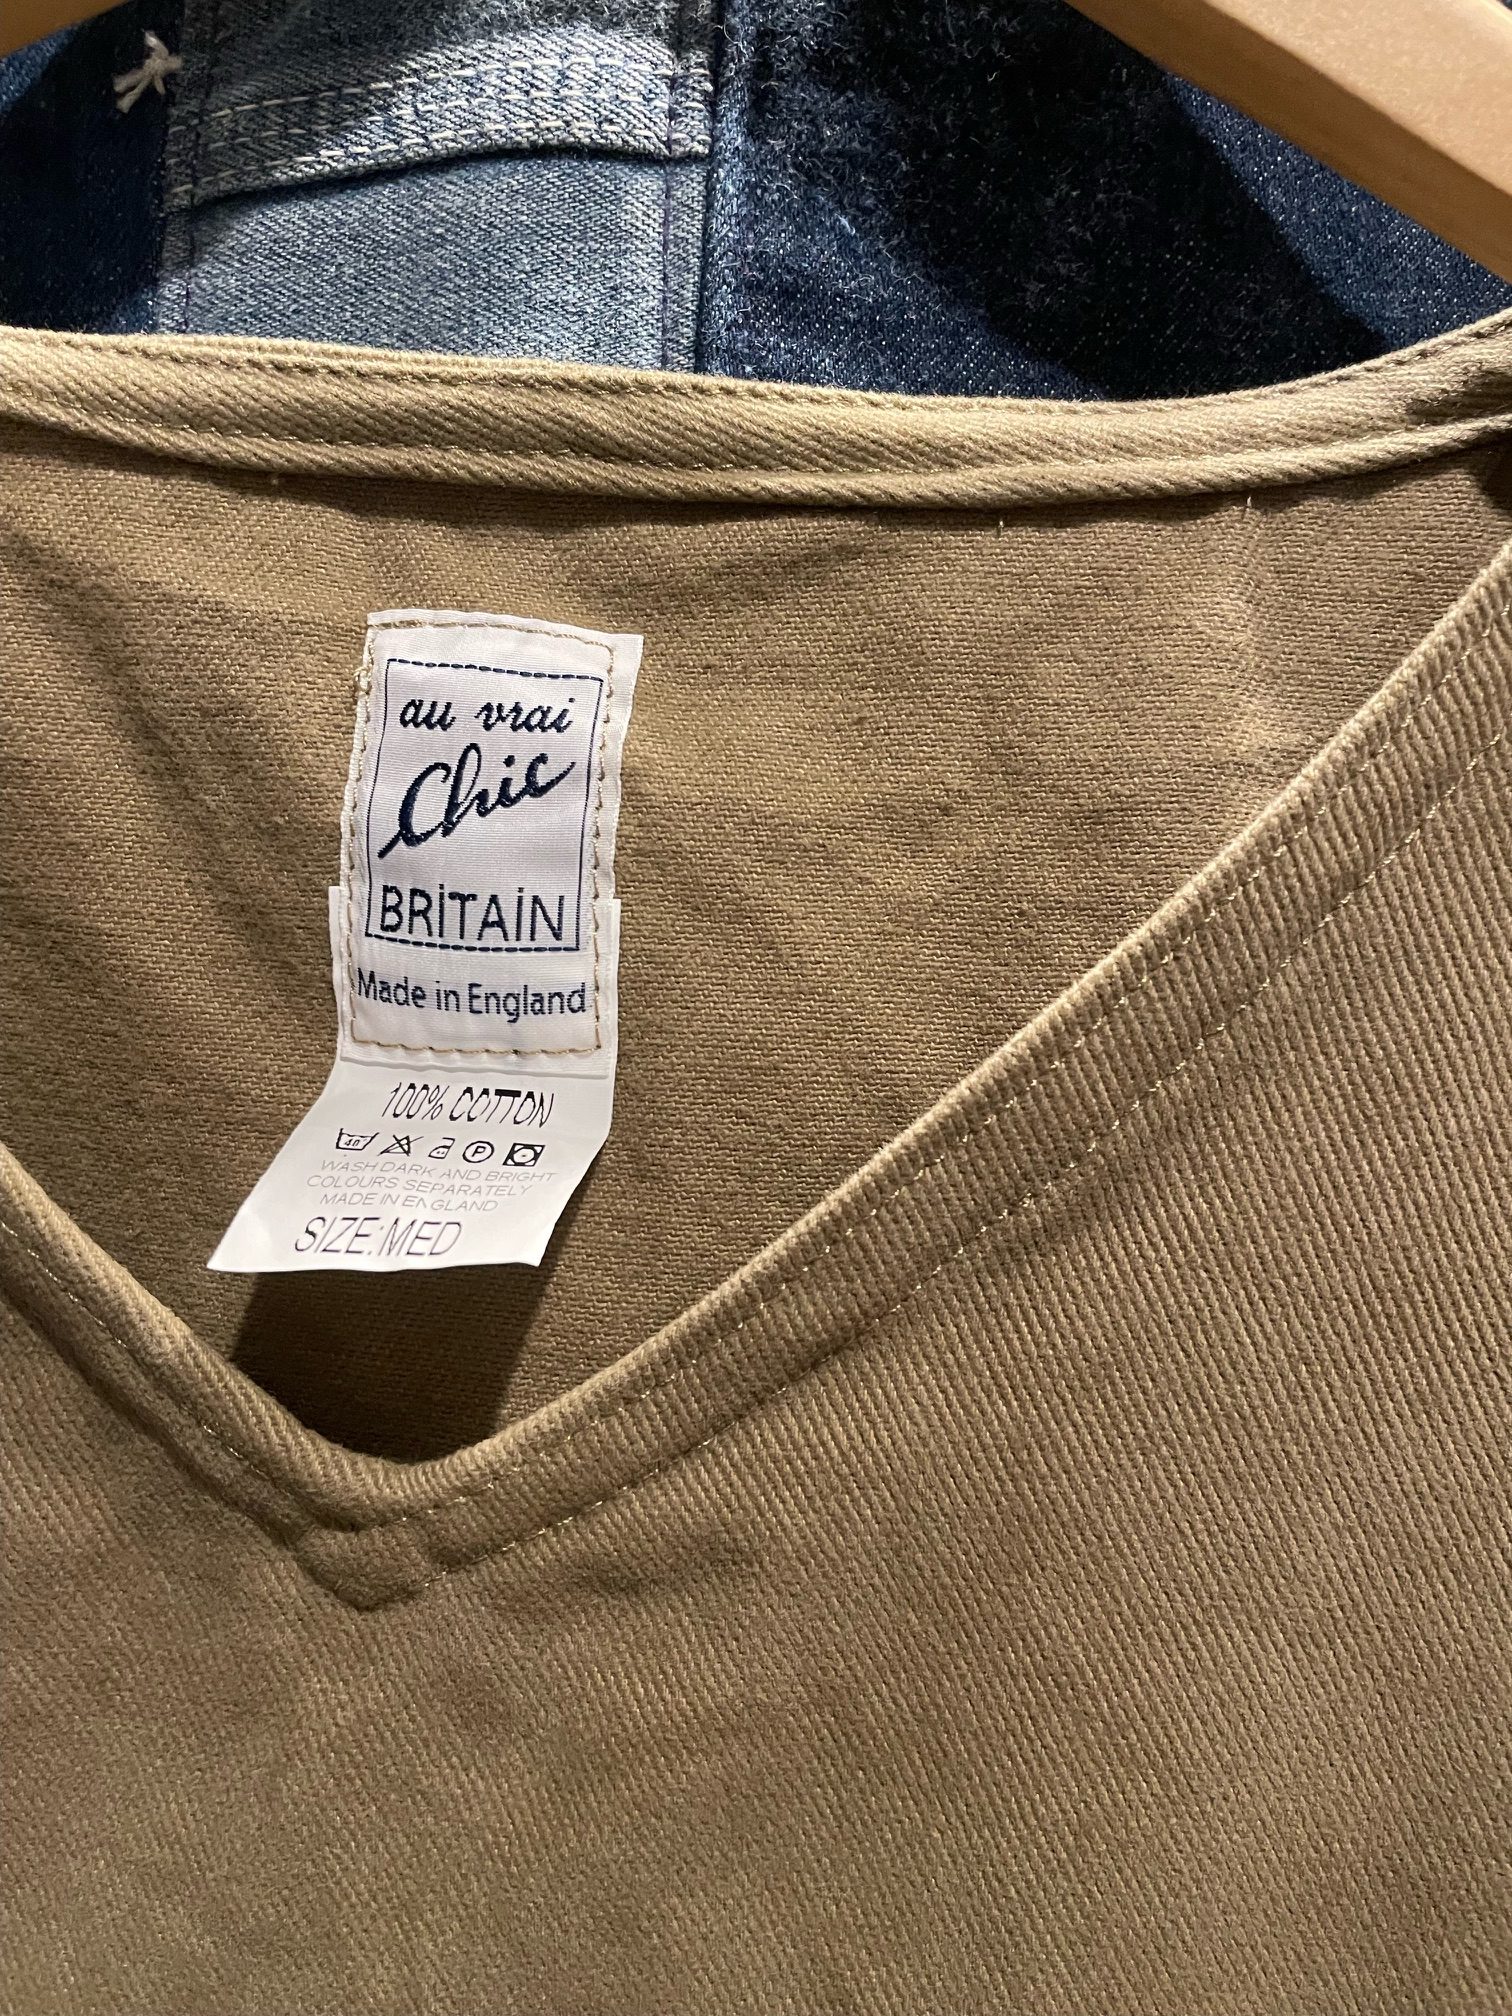 au vrai
Chic
BRiTAiN
Made in England
100% COTTON
40 P
WASH DARK AND BRIGHT
COLOURS SEPARATELY
MADE IN ENGLAND
SIZE:MED